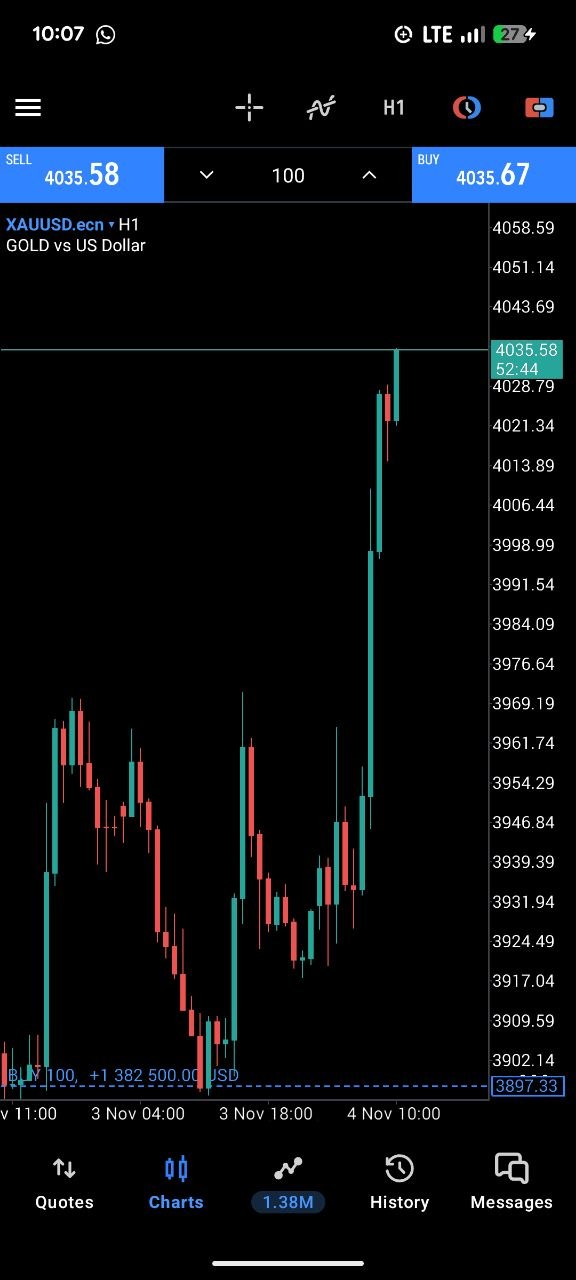 10:07
LTE
27
H1
SELL
4035.58
100
BUY
4035.67
XAUUSD.ecn H1
GOLD vs US Dollar
4058.59
4051.14
4043.69
4035.58
52:44
4028.79
4021.34
4013.89
4006.44
3998.99
3991.54
3984.09
3976.64
3969.19
3961.74
3954.29
3946.84
3939.39
3931.94
3924.49
3917.04
3909.59
3902.14
BUY 100, +1 382 500.00 USD
3897.33
v 11:00
3 Nov 04:00
3 Nov 18:00
4 Nov 10:00
Quotes
Charts
1.38M
History
Messages